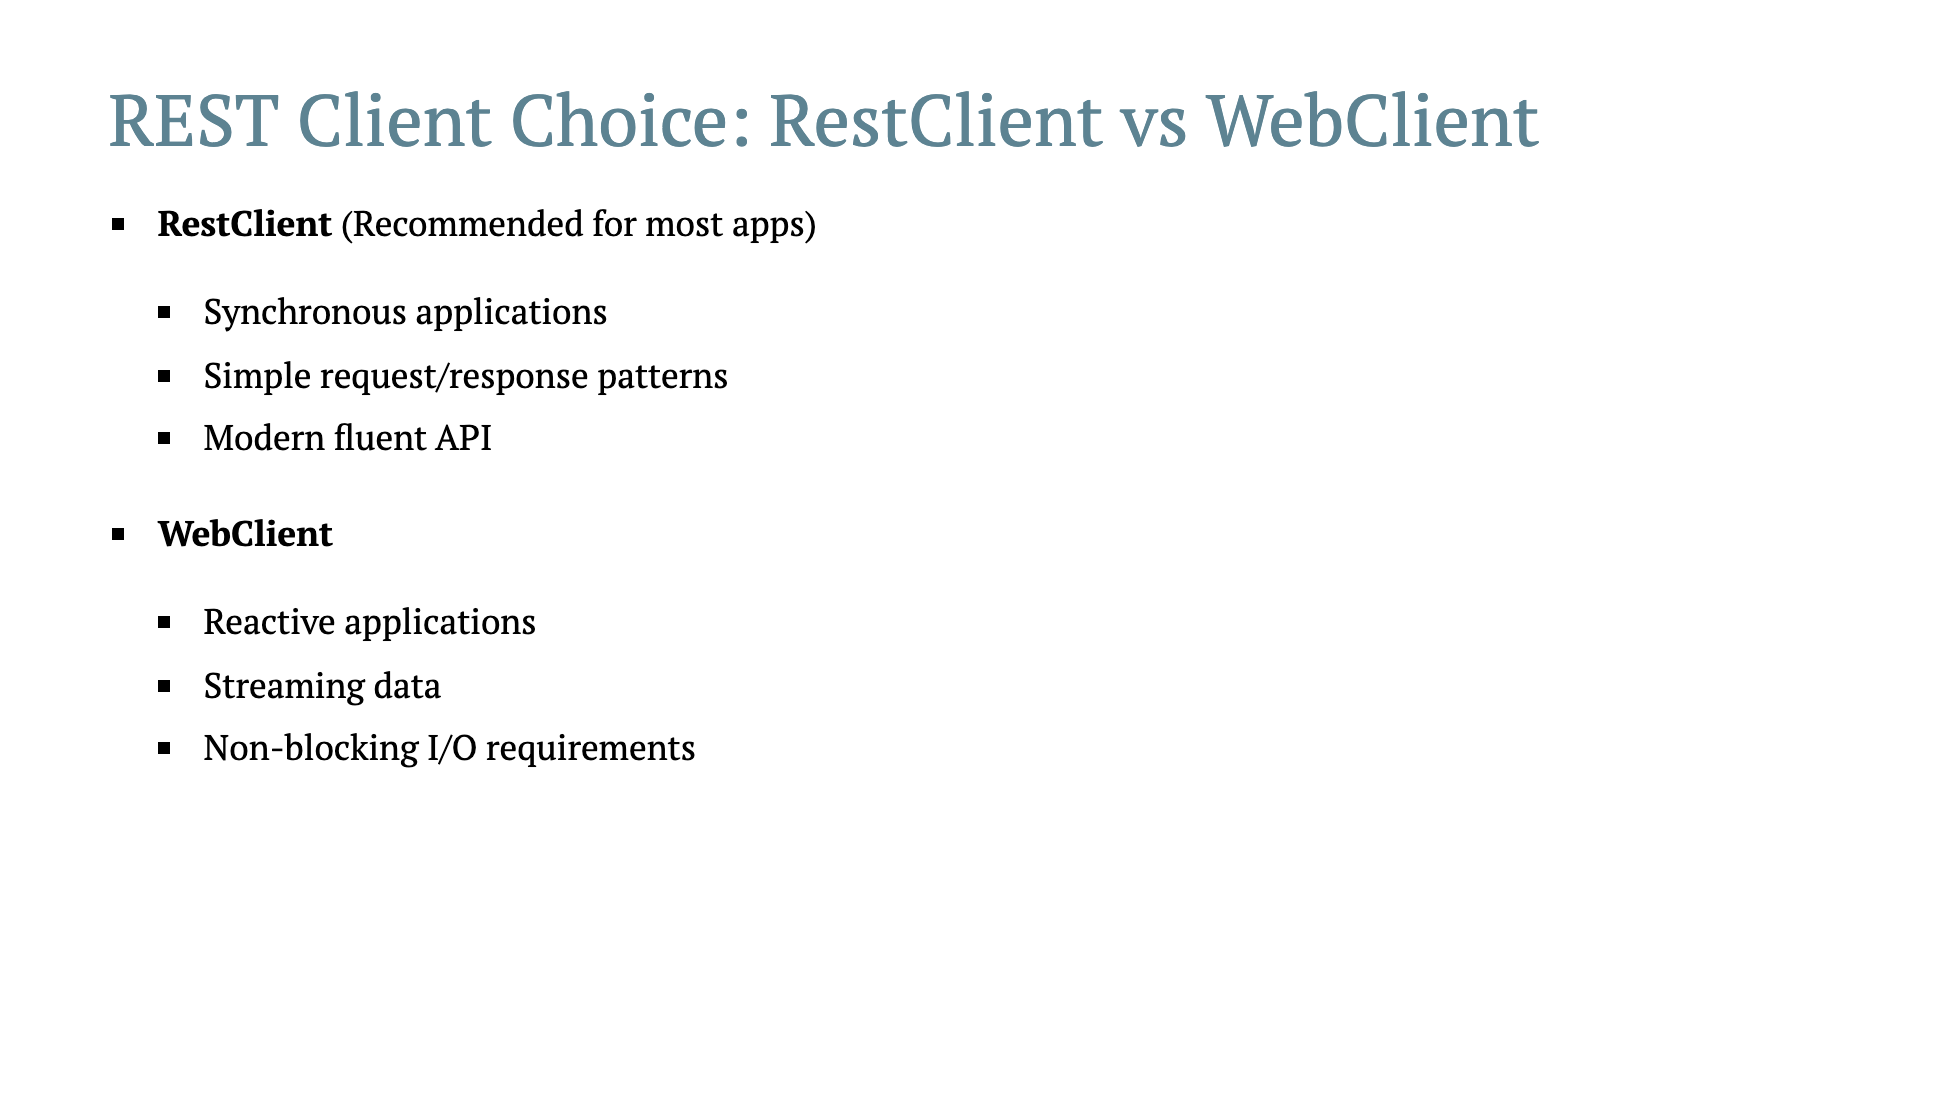 REST Client Choice: RestClient vs WebClient
RestClient (Recommended for most apps)
Synchronous applications
Simple request/response patterns
Modern fluent API
WebClient
Reactive applications
Streaming data
Non-blocking I/O requirements